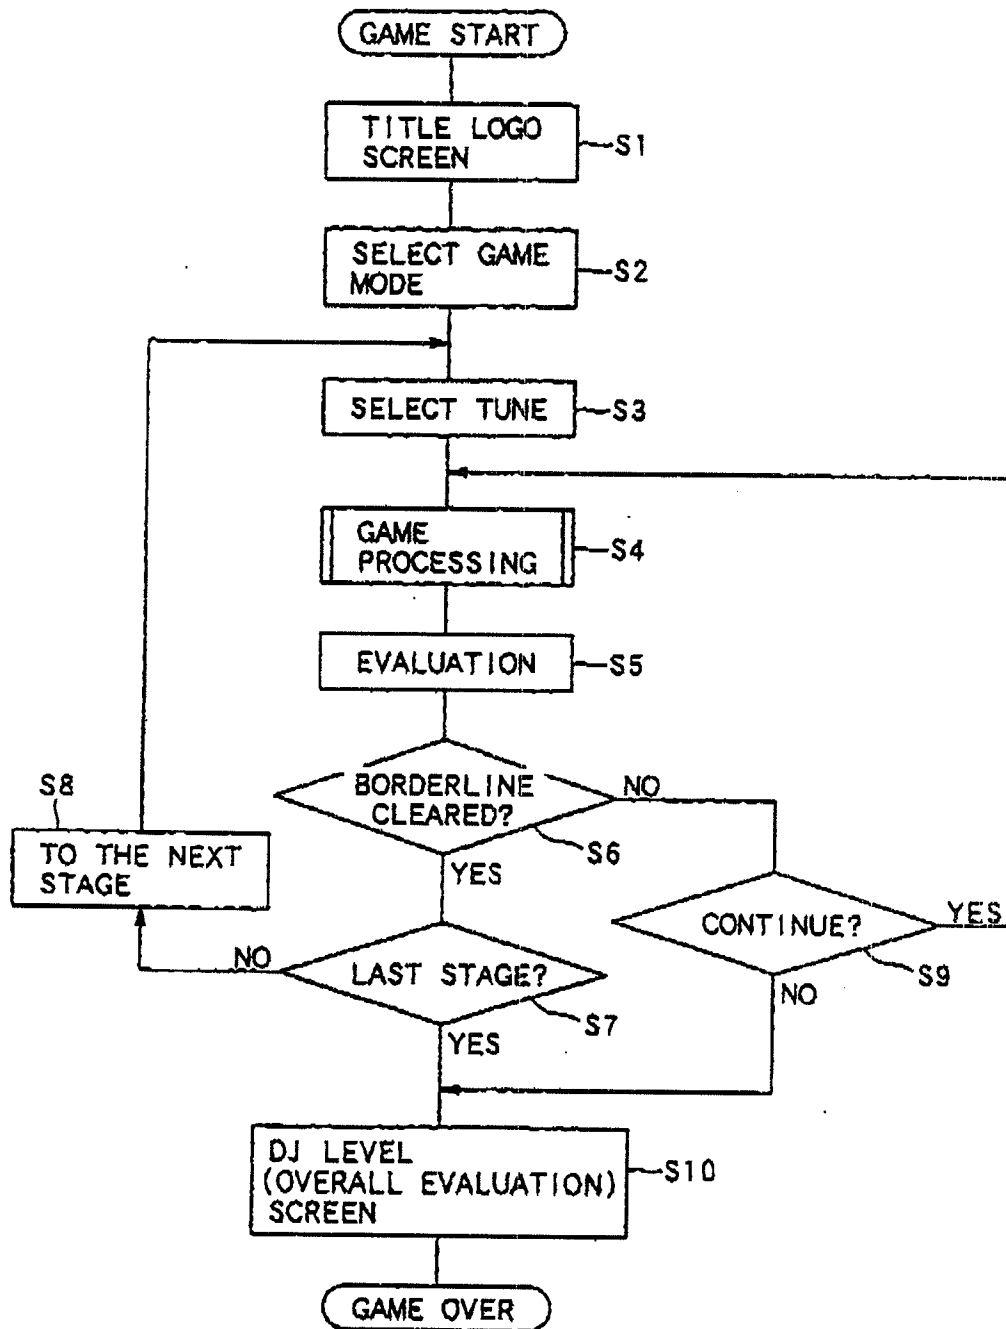 GAME START
TITLE LOGO
SCREEN
S1
SELECT GAME
MODE
S2
SELECT TUNE
S3
GAME
PROCESSING
S4
EVALUATION
S5
BORDERLINE
CLEARED?
NO
S6
YES
S8
TO THE NEXT
STAGE
CONTINUE?
YES
S9
NO
NO
LAST STAGE?
S7
YES
DJ LEVEL
(OVERALL EVALUATION)
SCREEN
S10
GAME OVER